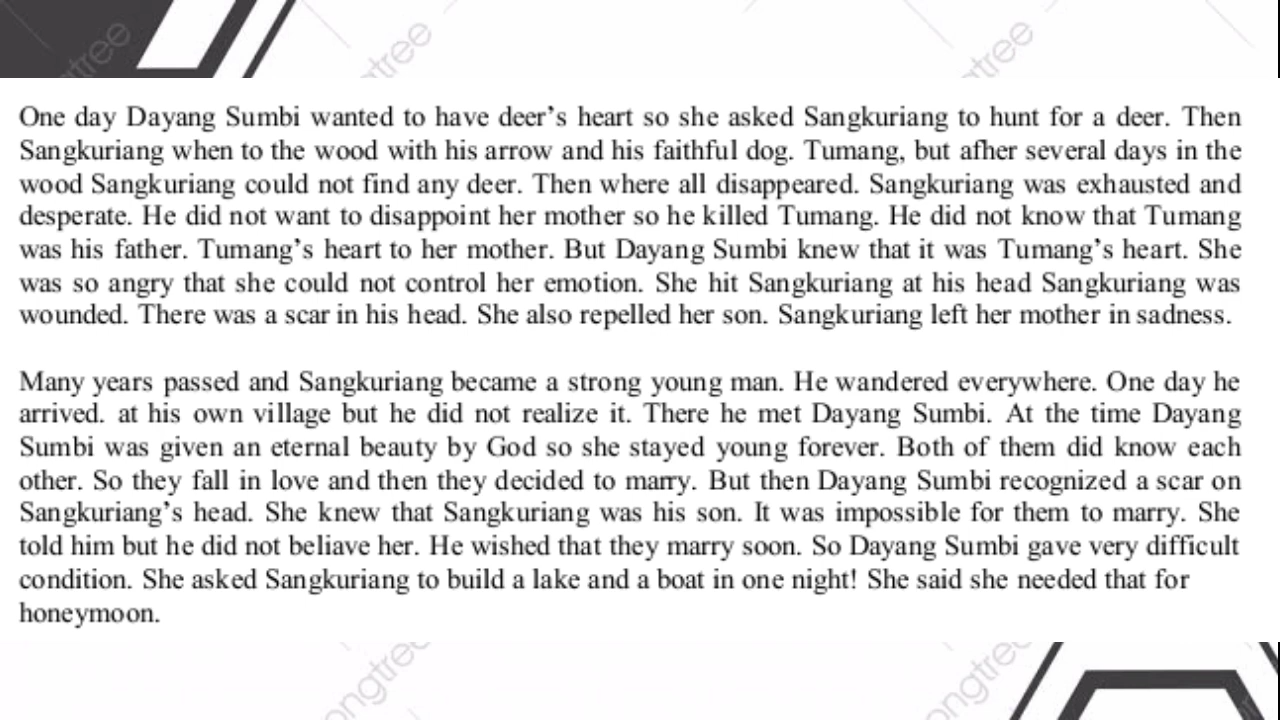 One day Dayang Sumbi wanted to have deer’s heart so she asked Sangkuriang to hunt for a deer. Then
Sangkuriang when to the wood with his arrow and his faithful dog. Tumang, but afher several days in the
wood Sangkuriang could not find any deer. Then where all disappeared. Sangkuriang was exhausted and
desperate. He did not want to disappoint her mother so he killed Tumang. He did not know that Tumang
was his father. Tumang’s heart to her mother. But Dayang Sumbi knew that it was Tumang’s heart. She
was so angry that she could not control her emotion. She hit Sangkuriang at his head Sangkuriang was
wounded. There was a scar in his head. She also repelled her son. Sangkuriang left her mother in sadness.
Many years passed and Sangkuriang became a strong young man. He wandered everywhere. One day he
arrived. at his own village but he did not realize it. There he met Dayang Sumbi. At the time Dayang
Sumbi was given an eternal beauty by God so she stayed young forever. Both of them did know each
other. So they fall in love and then they decided to marry. But then Dayang Sumbi recognized a scar on
Sangkuriang’s head. She knew that Sangkuriang was his son. It was impossible for them to marry. She
told him but he did not beliave her. He wished that they marry soon. So Dayang Sumbi gave very difficult
condition. She asked Sangkuriang to build a lake and a boat in one night! She said she needed that for
honeymoon.